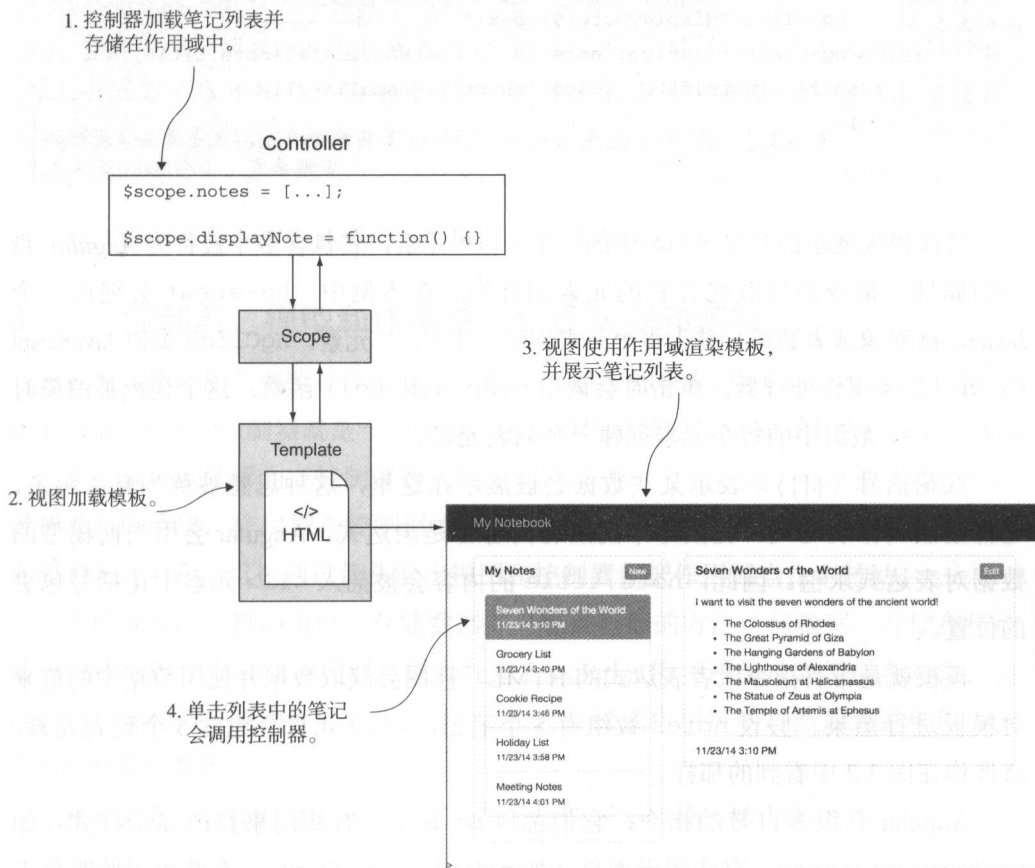 1. 控制器加载笔记列表并
存储在作用域中。
Controller
$scope.notes = [...];
$scope.displayNote = function() {}
Scope
3. 视图使用作用域渲染模板，
并展示笔记列表。
Template
2. 视图加载模板。
</>
HTML
My Notebook
My Notes
New
Seven Wonders of the World
11/23/14 3:10 PM
Grocery List
11/23/14 3:40 PM
Cookie Recipe
11/23/14 3:46 PM
Holiday List
11/23/14 3:58 PM
Meeting Notes
11/23/14 4:01 PM
Seven Wonders of the World
Edit
I want to visit the seven wonders of the ancient world!
• The Colossus of Rhodes
• The Great Pyramid of Giza
• The Hanging Gardens of Babylon
• The Lighthouse of Alexandria
• The Mausoleum at Halicarnassus
• The Statue of Zeus at Olympia
• The Temple of Artemis at Ephesus
11/23/14 3:10 PM
4. 单击列表中的笔记
会调用控制器。